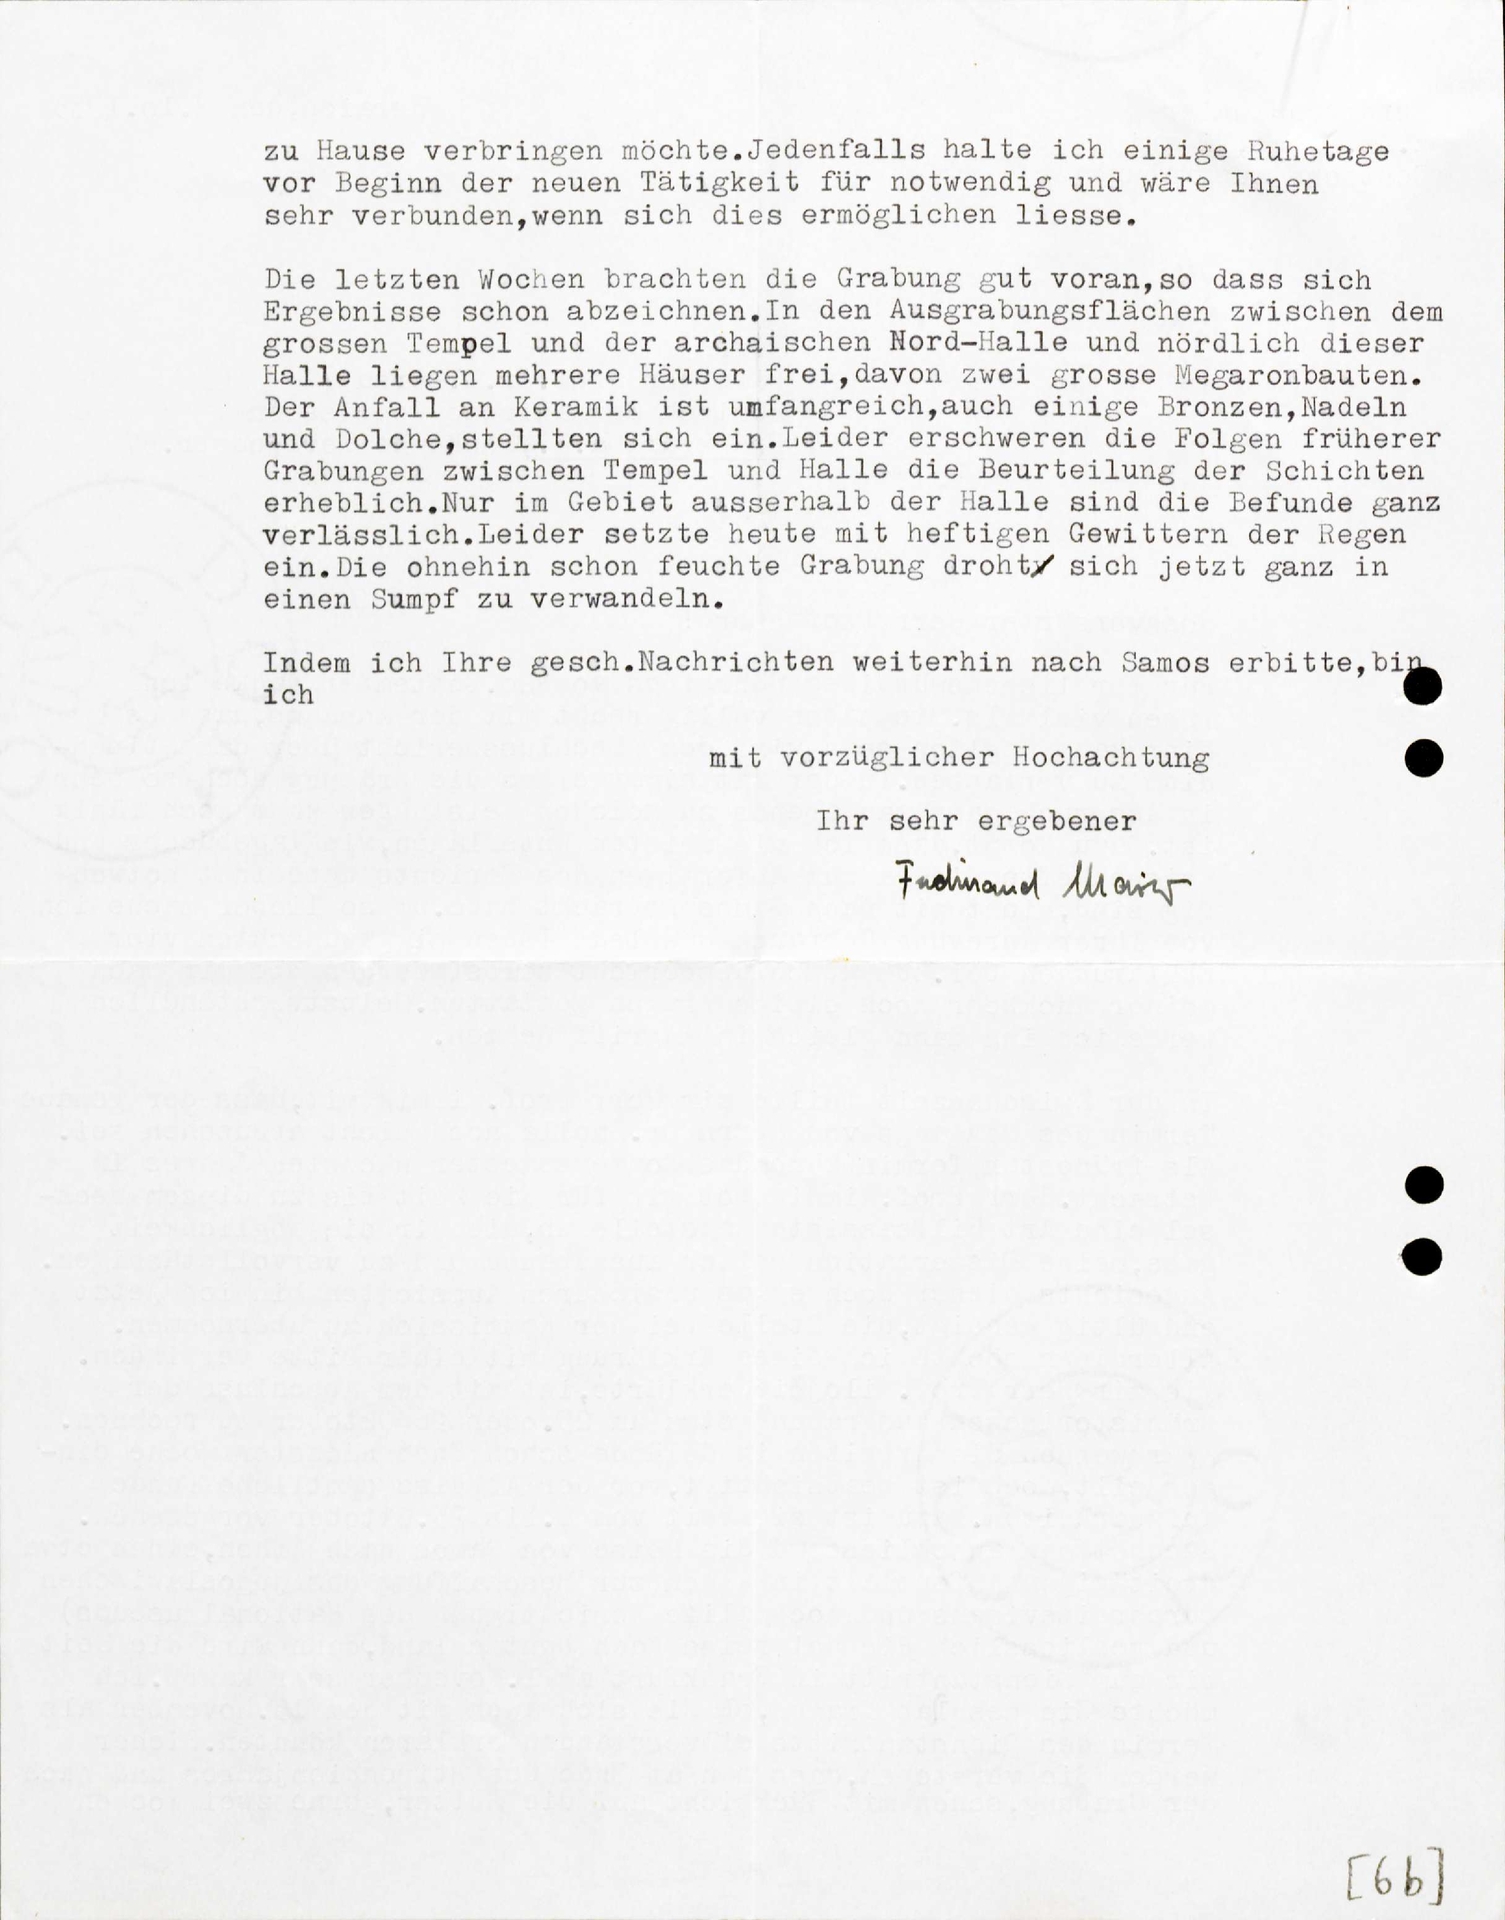 zu Hause verbringen möchte.Jedenfalls halte ich einige Ruhetage
vor Beginn der neuen Tätigkeit für notwendig und wäre Ihnen
sehr verbunden,wenn sich dies ermöglichen liesse.
Die letzten Wochen brachten die Grabung gut voran,so dass sich
Ergebnisse schon abzeichnen.In den Ausgrabungsflächen zwischen dem
grossen Tempel und der archaischen Nord-Halle und nördlich dieser
Halle liegen mehrere Häuser frei,davon zwei grosse Megaronbauten.
Der Anfall an Keramik ist umfangreich,auch einige Bronzen,Nadeln
und Dolche,stellten sich ein.Leider erschweren die Folgen früherer
Grabungen zwischen Tempel und Halle die Beurteilung der Schichten
erheblich.Nur im Gebiet ausserhalb der Halle sind die Befunde ganz
verlässlich.Leider setzte heute mit heftigen Gewittern der Regen
ein.Die ohnehin schon feuchte Grabung droht sich jetzt ganz in
einen Sumpf zu verwandeln.
Indem ich Ihre gesch.Nachrichten weiterhin nach Samos erbitte,bin
ich
mit vorzüglicher Hochachtung
Ihr sehr ergebener
Ferdinand Maier
[6b]